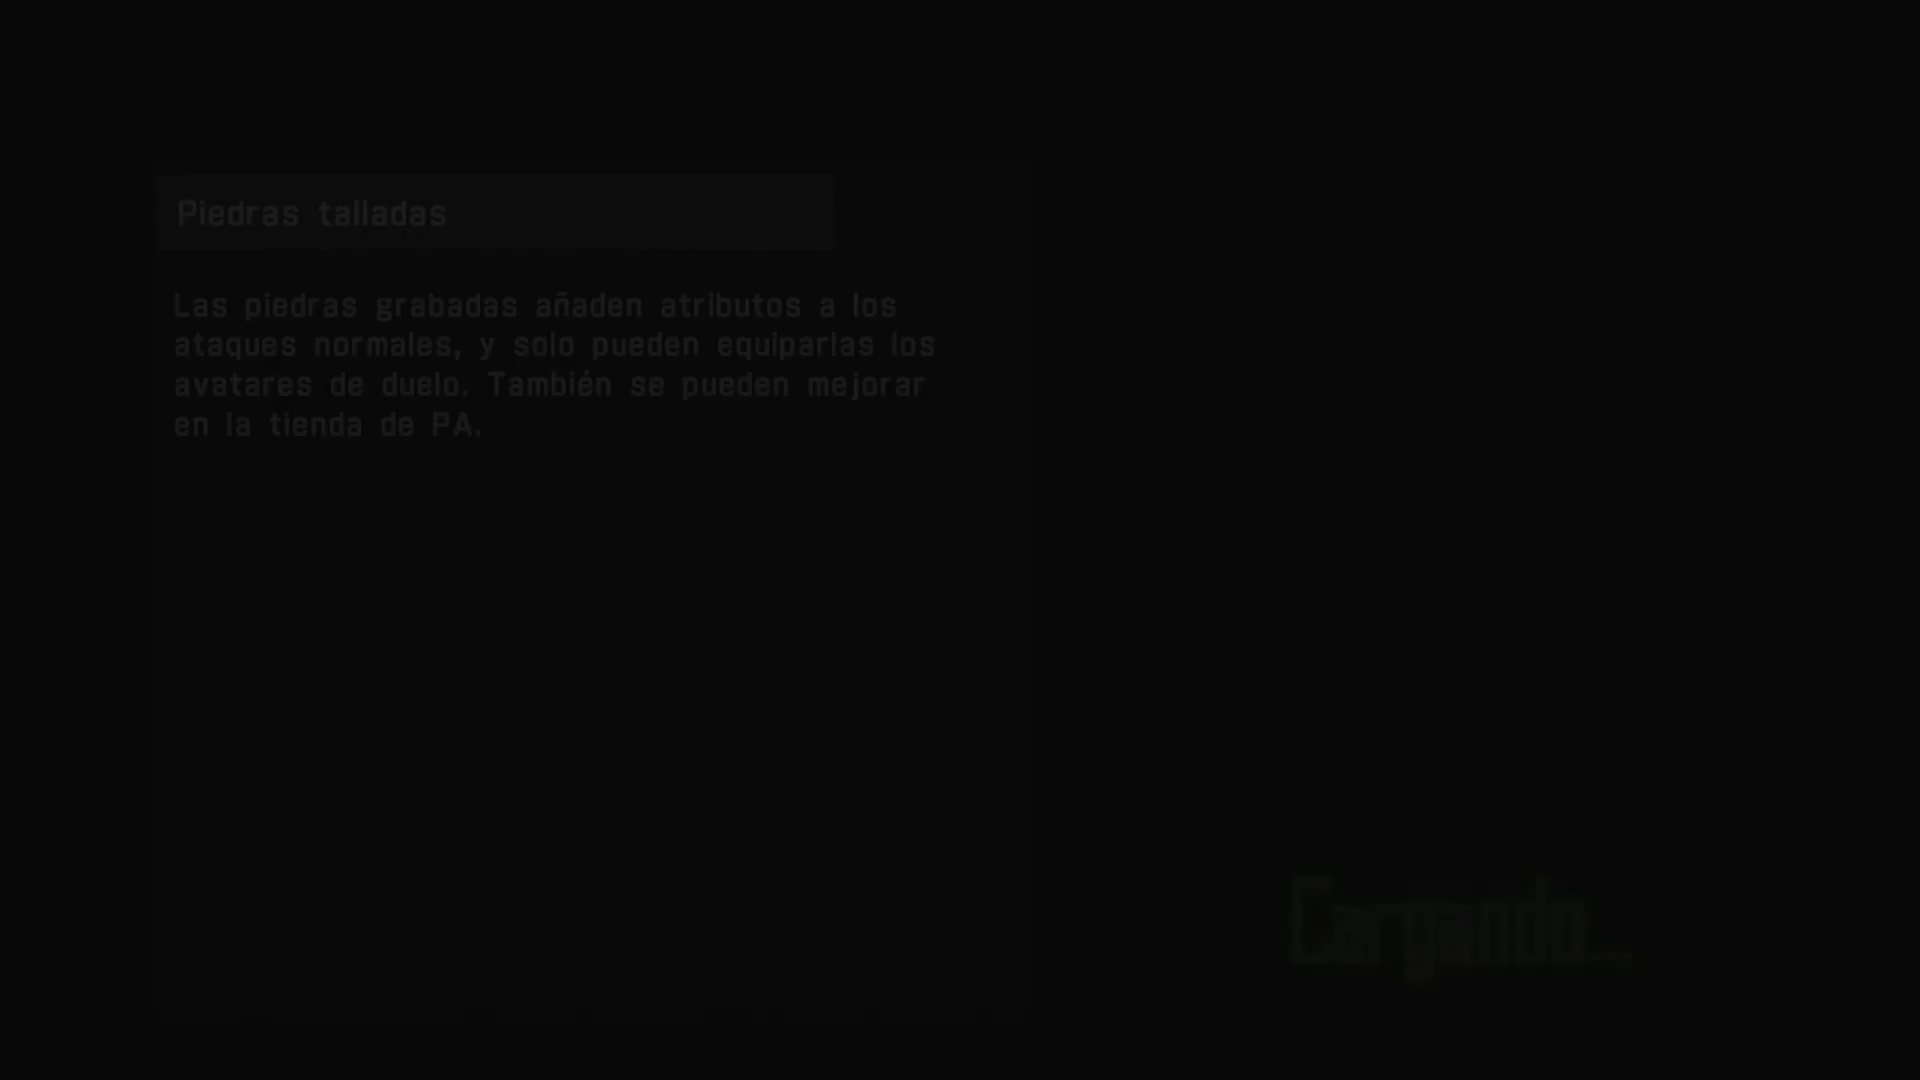 Piedras talladas
Las piedras grabadas añaden atributos a los
ataques normales, y solo pueden equiparlas los
avatares de duelo. También se pueden mejorar
en la tienda de PA.
Cargando...